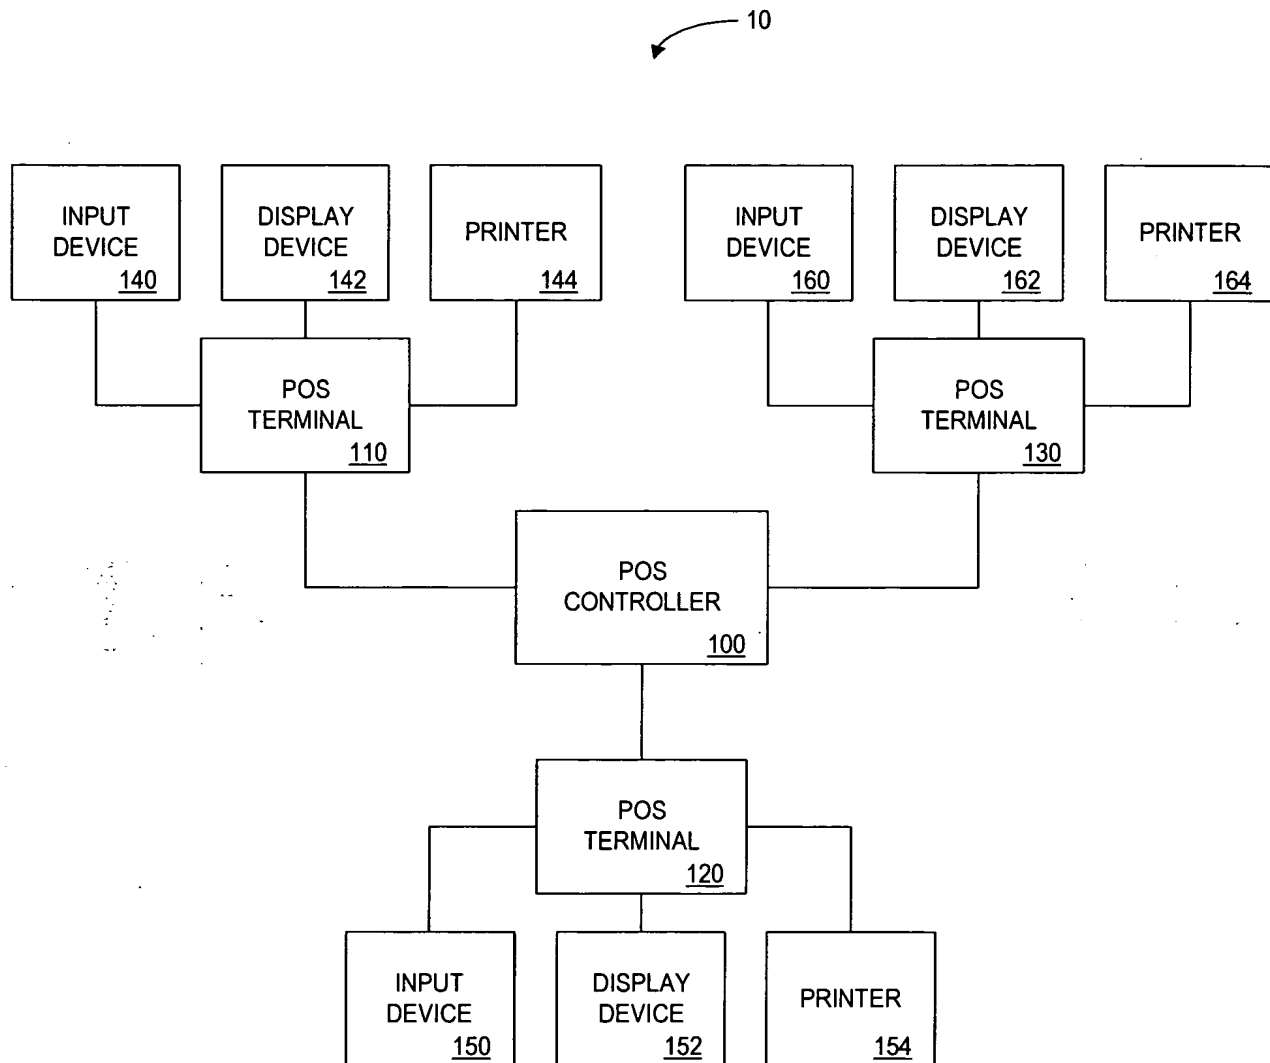 10
INPUT
DEVICE
140
DISPLAY
DEVICE
142
PRINTER
144
INPUT
DEVICE
160
DISPLAY
DEVICE
162
PRINTER
164
POS
TERMINAL
110
POS
TERMINAL
130
POS
CONTROLLER
100
POS
TERMINAL
120
INPUT
DEVICE
150
DISPLAY
DEVICE
152
PRINTER
154